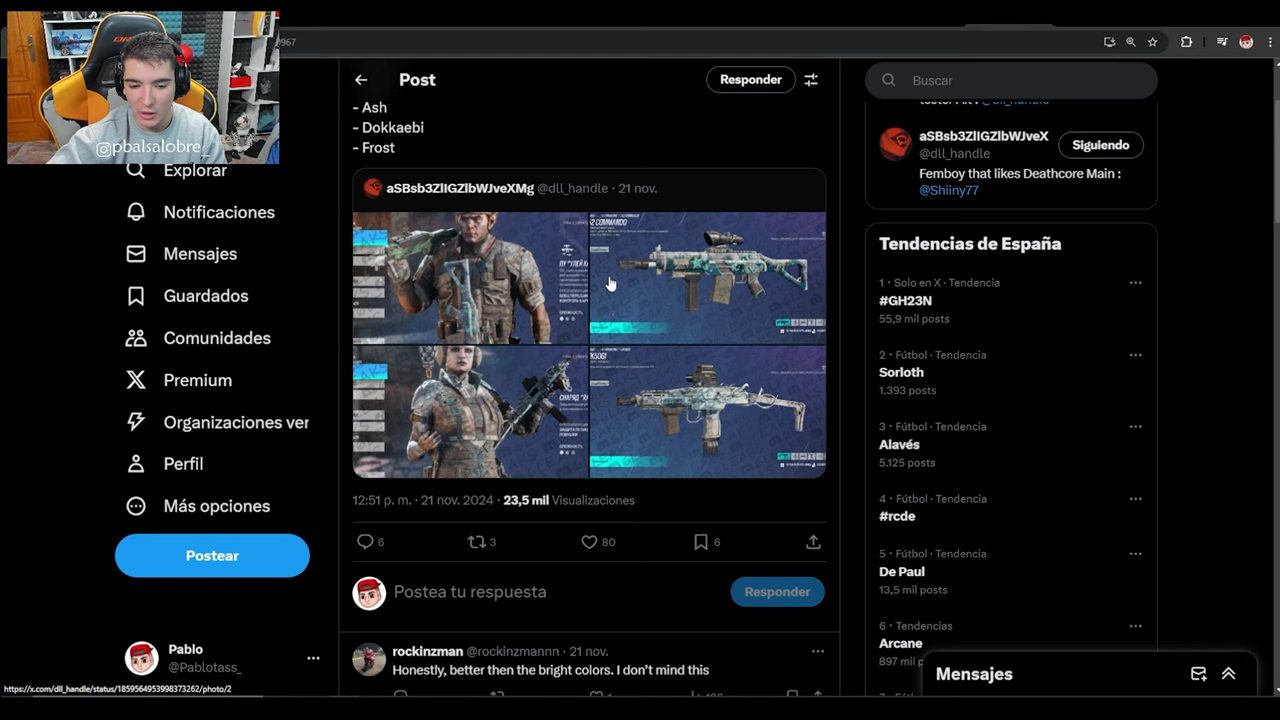 967
pbalsalobre_
Explorar
Notificaciones
Mensajes
Guardados
Comunidades
Premium
Organizaciones ver
Perfil
Más opciones
Postear
Pablo
@Pablotass_
https://x.com/dll_handle/status/1859564953998373262/photo/2
Post
Responder
- Ash
- Dokkaebi
- Frost
aSBsb3ZlIGZlbWJveXMg @dll_handle · 21 nov.
52 COMMANDO
12:51 p. m. · 21 nov. 2024 · 23,5 mil Visualizaciones
6
3
80
6
Postea tu respuesta
Responder
rockinzman @rockinzmannn · 21 nov.
Honestly, better then the bright colors. I don't mind this
Buscar
aSBsb3ZlIGZlbWJveX
@dll_handle
Siguiendo
Femboy that likes Deathcore Main :
@Shiiny77
Tendencias de España
1 · Solo en X · Tendencia
#GH23N
55,9 mil posts
2 · Fútbol · Tendencia
Sorloth
1.393 posts
3 · Fútbol · Tendencia
Alavés
5.125 posts
4 · Fútbol · Tendencia
#rcde
5 · Fútbol · Tendencia
De Paul
13,5 mil posts
6 · Tendencias
Arcane
897 mil p
Mensajes